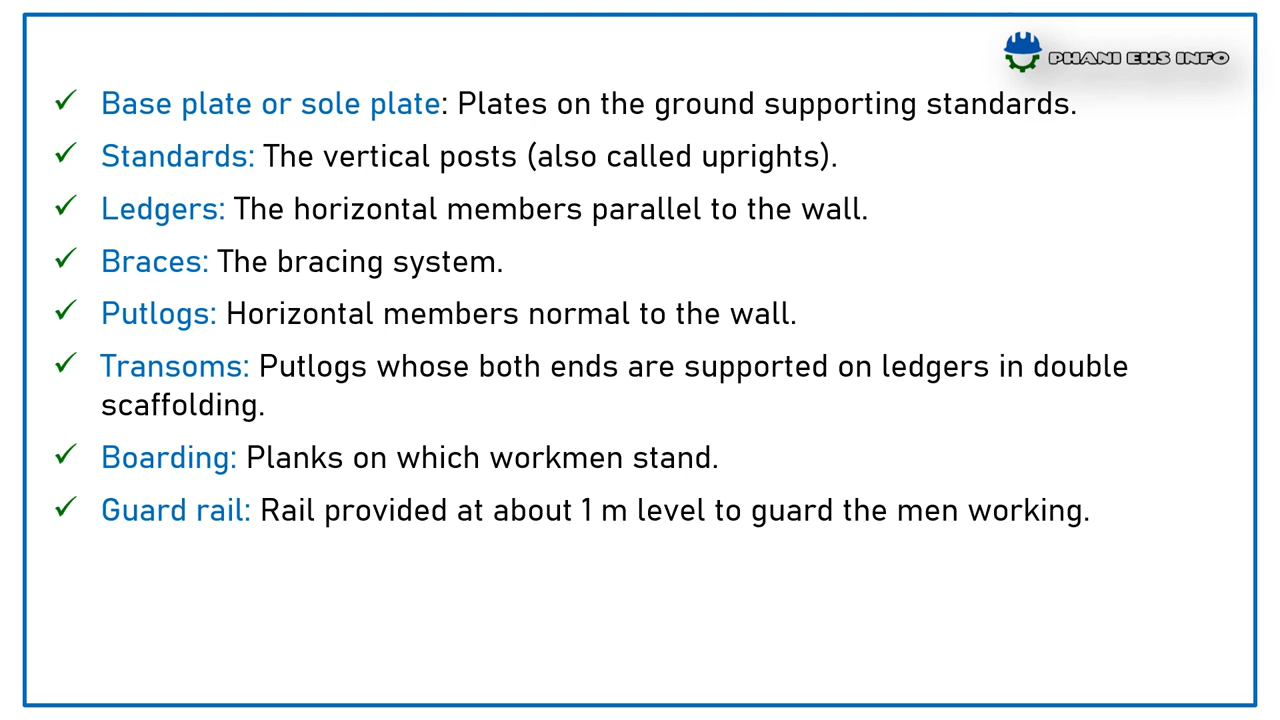 PHANI EHS INFO
✓ Base plate or sole plate: Plates on the ground supporting standards.
✓ Standards: The vertical posts (also called uprights).
✓ Ledgers: The horizontal members parallel to the wall.
✓ Braces: The bracing system.
✓ Putlogs: Horizontal members normal to the wall.
✓ Transoms: Putlogs whose both ends are supported on ledgers in double
scaffolding.
✓ Boarding: Planks on which workmen stand.
✓ Guard rail: Rail provided at about 1 m level to guard the men working.